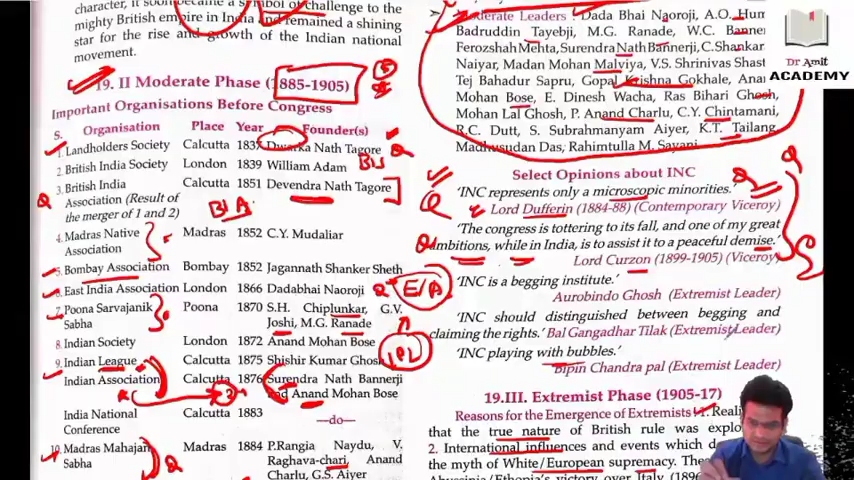 character, it soon became a symbol of challenge to the
mighty British empire in India and remained a shining
star for the rise and growth of the Indian national
movement.
19. II Moderate Phase (1885-1905)
Important Organisations Before Congress
S. Organisation Place Year Founder(s)
1. Landholders Society Calcutta 1837 Dwarka Nath Tagore
2. British India Society London 1839 William Adam
3. British India Calcutta 1851 Devendra Nath Tagore
Association (Result of
the merger of 1 and 2)
4. Madras Native Madras 1852 C.Y. Mudaliar
Association
5. Bombay Association Bombay 1852 Jagannath Shanker Sheth
6. East India Association London 1866 Dadabhai Naoroji
7. Poona Sarvajanik Poona 1870 S.H. Chiplunkar, G.V.
Sabha Joshi, M.G. Ranade
8. Indian Society London 1872 Anand Mohan Bose
9. Indian League Calcutta 1875 Shishir Kumar Ghosh
Indian Association Calcutta 1876 Surendra Nath Bannerji
and Anand Mohan Bose
India National Calcutta 1883 —do—
Conference
10. Madras Mahajan Madras 1884 P.Rangia Naydu, V.
Sabha Raghava-chari, Anand
Charlu, G.S. Aiyer
BIS
BIA
E/A
Moderate Leaders : Dada Bhai Naoroji, A.O. Hum
Badruddin Tayebji, M.G. Ranade, W.C. Banner
Ferozshah Mehta, Surendra Nath Bannerji, C.Shankar
Naiyar, Madan Mohan Malviya, V.S. Shrinivas Shast
Tej Bahadur Sapru, Gopal Krishna Gokhale, Anan
Mohan Bose, E. Dinesh Wacha, Ras Bihari Ghosh,
Mohan Lal Ghosh, P. Anand Charlu, C.Y. Chintamani,
R.C. Dutt, S. Subrahmanyam Aiyer, K.T. Tailang,
Madhusudan Das, Rahimtulla M. Sayani
Select Opinions about INC
'INC represents only a microscopic minorities.'
Lord Dufferin (1884-88) (Contemporary Viceroy)
'The congress is tottering to its fall, and one of my great
ambitions, while in India, is to assist it to a peaceful demise.'
Lord Curzon (1899-1905) (Viceroy)
'INC is a begging institute.'
Aurobindo Ghosh (Extremist Leader)
'INC should distinguished between begging and
claiming the rights.' Bal Gangadhar Tilak (Extremist Leader)
'INC playing with bubbles.'
Bipin Chandra pal (Extremist Leader)
19.III. Extremist Phase (1905-17)
Reasons for the Emergence of Extremists : 1. Reali
that the true nature of British rule was explo
2. International influences and events which de
the myth of White/European supremacy. The
Abyssinia/Ethopia's victory over Italy (1896
Dr Amit
ACADEMY